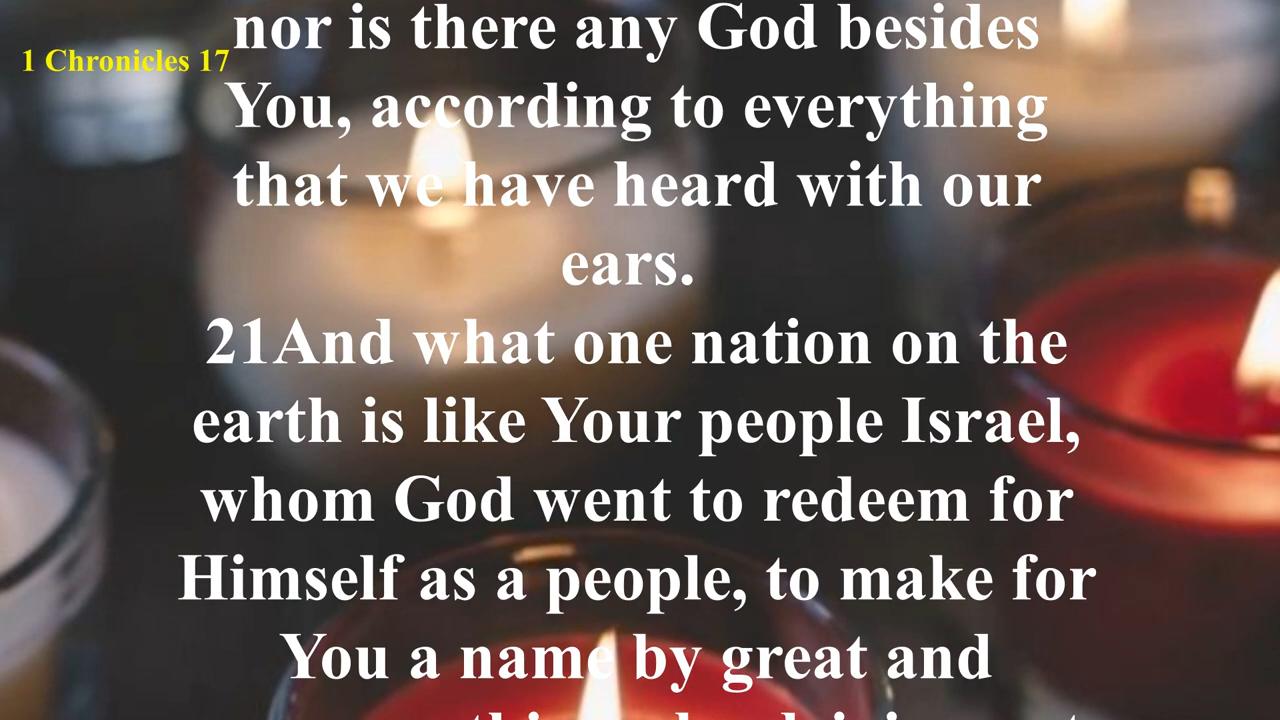 nor is there any God besides
1 Chronicles 17
You, according to everything
that we have heard with our
ears.
21And what one nation on the
earth is like Your people Israel,
whom God went to redeem for
Himself as a people, to make for
You a name by great and